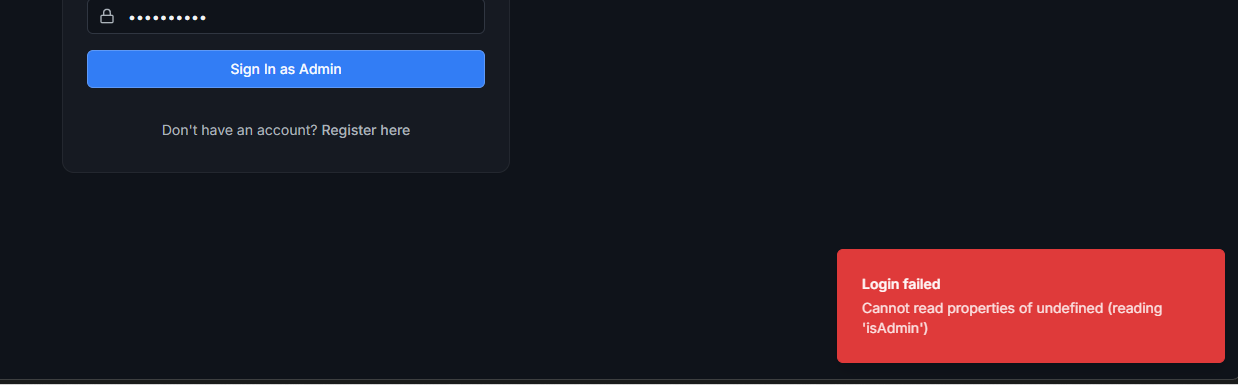 ••••••••••
Sign In as Admin
Don't have an account? Register here
Login failed
Cannot read properties of undefined (reading
'isAdmin')